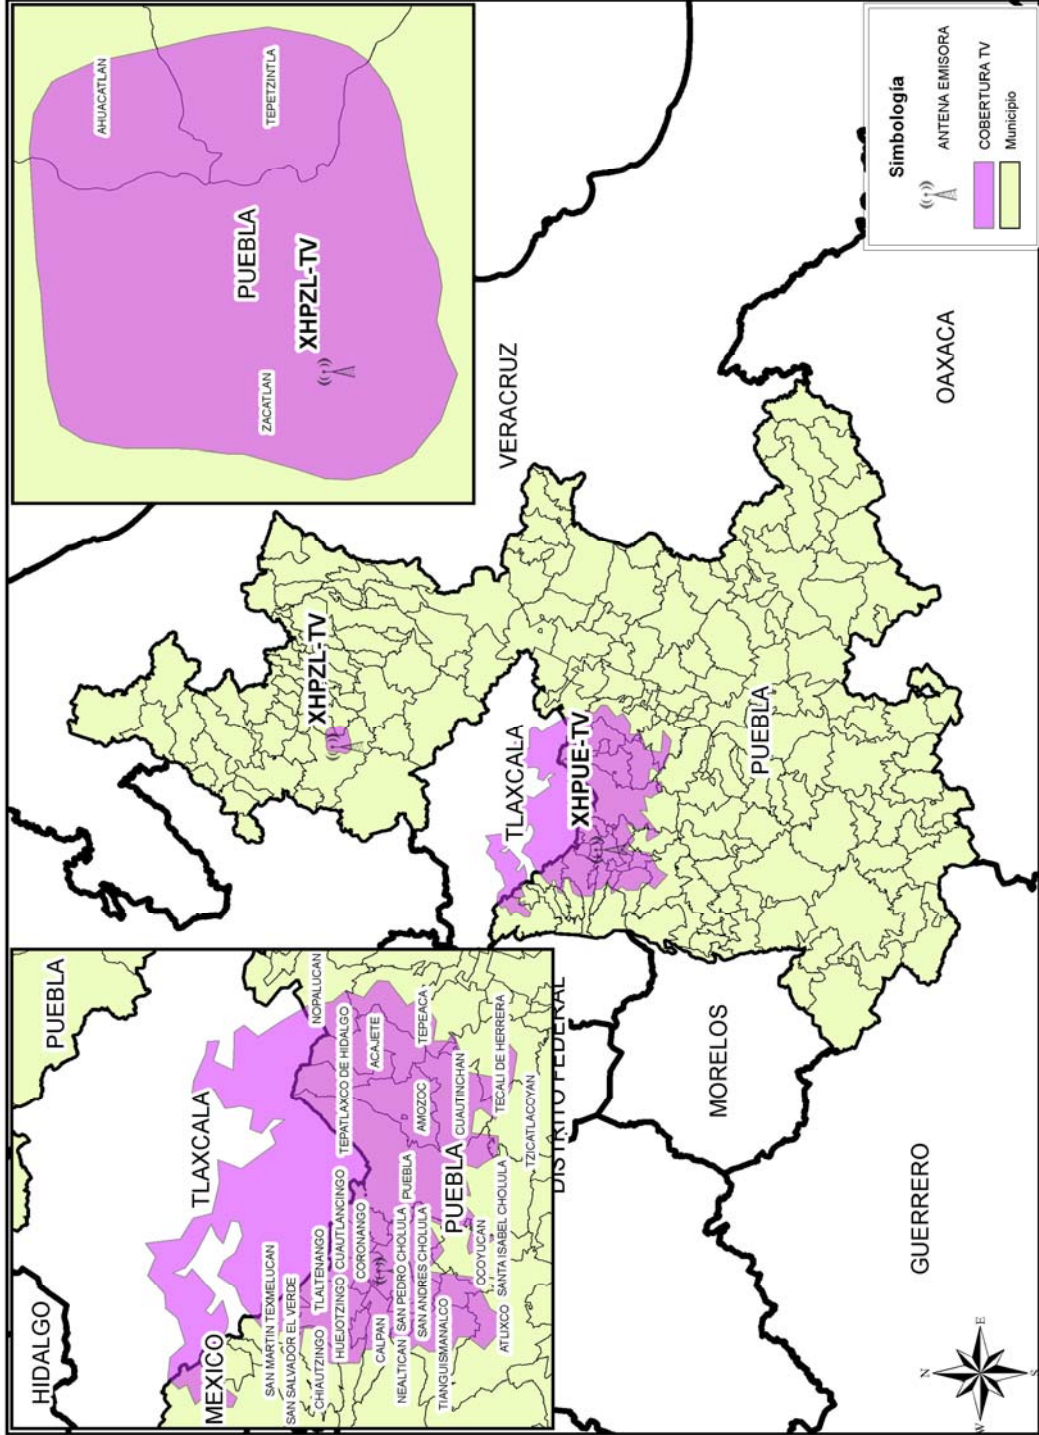 HIDALGO
PUEBLA
TLAXCALA
MEXICO
SAN MARTIN TEXMELUCAN
SAN SALVADOR EL VERDE
CHIAUTZINGO
TLALTENANGO
NOPALUCAN
HUEJOTZINGO
CUAUTLANCINGO
TEPATLAXCO DE HIDALGO
CORONANGO
ACAJETE
CALPAN
NEALTICAN
SAN PEDRO CHOLULA
PUEBLA
SAN ANDRES CHOLULA
AMOZOC
TEPEACA
TIANGUISMANALCO
PUEBLA
CUAUTINCHAN
OCOYUCAN
ATLIXCO
SANTA ISABEL CHOLULA
TECALI DE HERRERA
TZICATLACOYAN
DISTRITO FEDERAL
AHUACATLAN
TEPETZINTLA
PUEBLA
XHPZL-TV
ZACATLAN
XHPZL-TV
VERACRUZ
TLAXCALA
XHPUE-TV
PUEBLA
MORELOS
GUERRERO
OAXACA
Simbología
ANTENA EMISORA
COBERTURA TV
Municipio
N
W
E
S